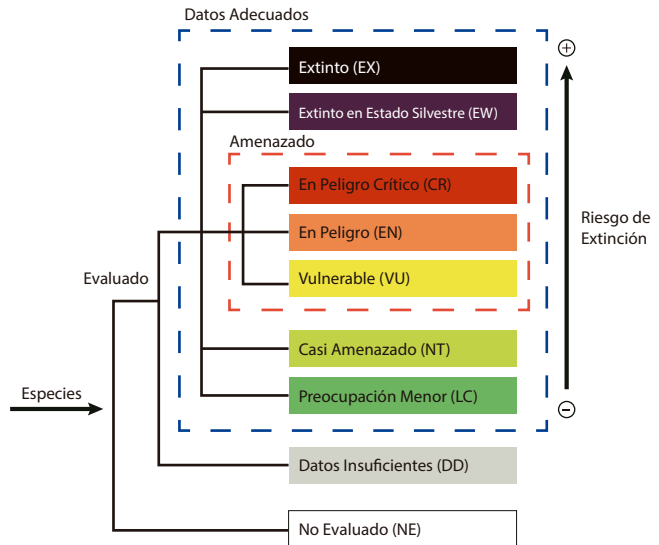 Datos Adecuados
Extinto (EX)
Extinto en Estado Silvestre (EW)
Amenazado
En Peligro Crítico (CR)
En Peligro (EN)
Vulnerable (VU)
Riesgo de
Extinción
Evaluado
Casi Amenazado (NT)
Especies
Preocupación Menor (LC)
Datos Insuficientes (DD)
No Evaluado (NE)